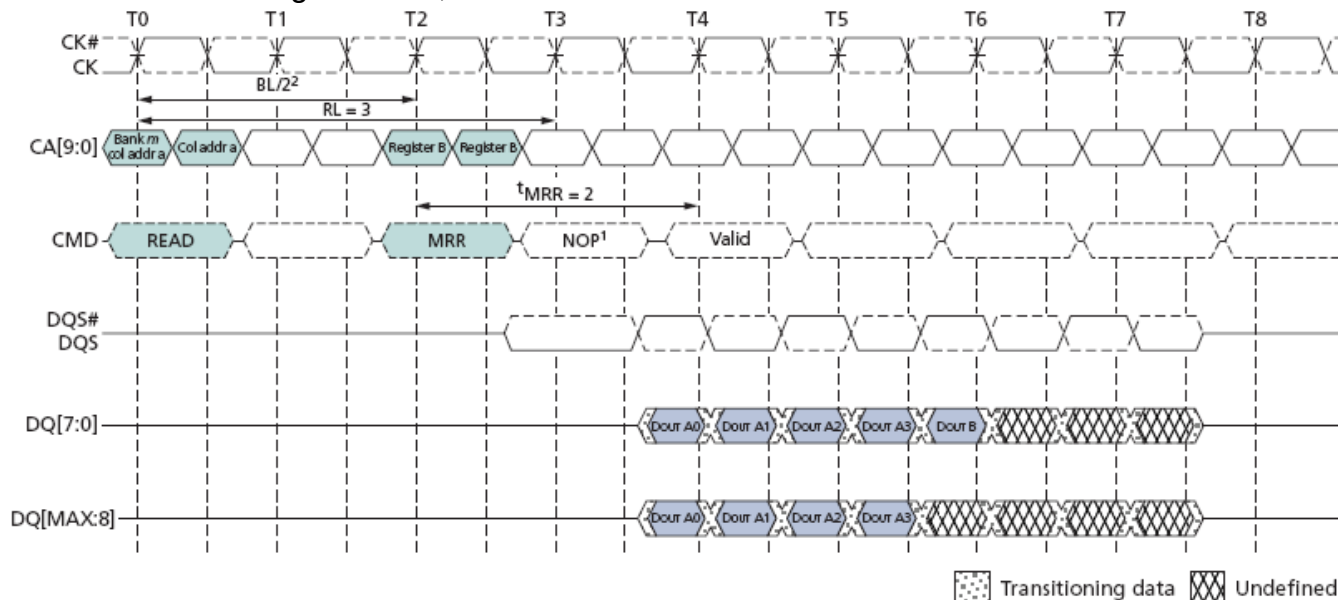 T0 T1 T2 T3 T4 T5 T6 T7 T8
CK#
CK
BL/2²
RL = 3
CA[9:0] Bank m col addr a Col addr a Register B Register B
tMRR = 2
CMD READ MRR NOP¹ Valid
DQS#
DQS
DQ[7:0] DOUT A0 DOUT A1 DOUT A2 DOUT A3 DOUT B
DQ[MAX:8] DOUT A0 DOUT A1 DOUT A2 DOUT A3
Transitioning data Undefined